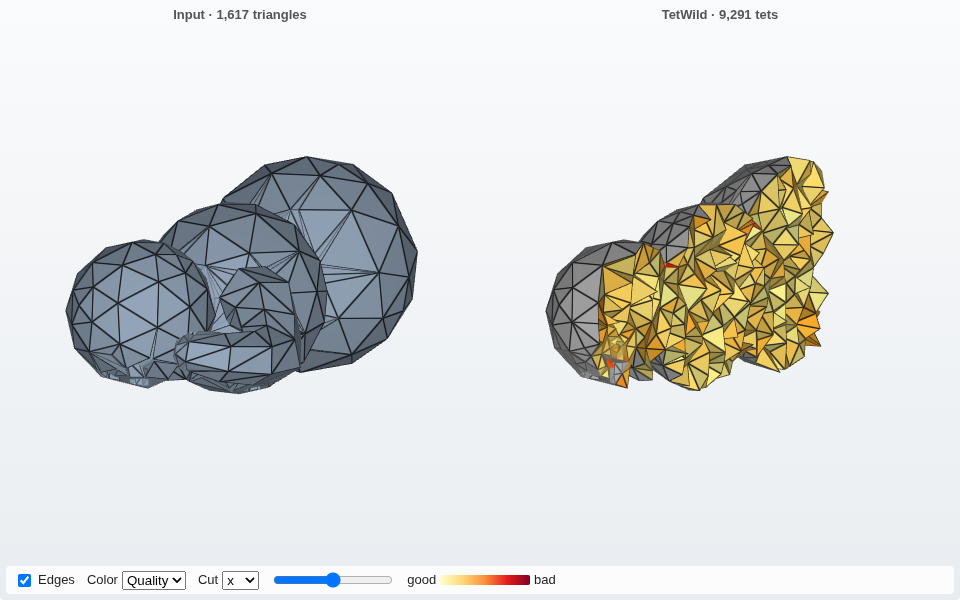 Input · 1,617 triangles
TetWild · 9,291 tets
Edges Color Quality Cut x good bad